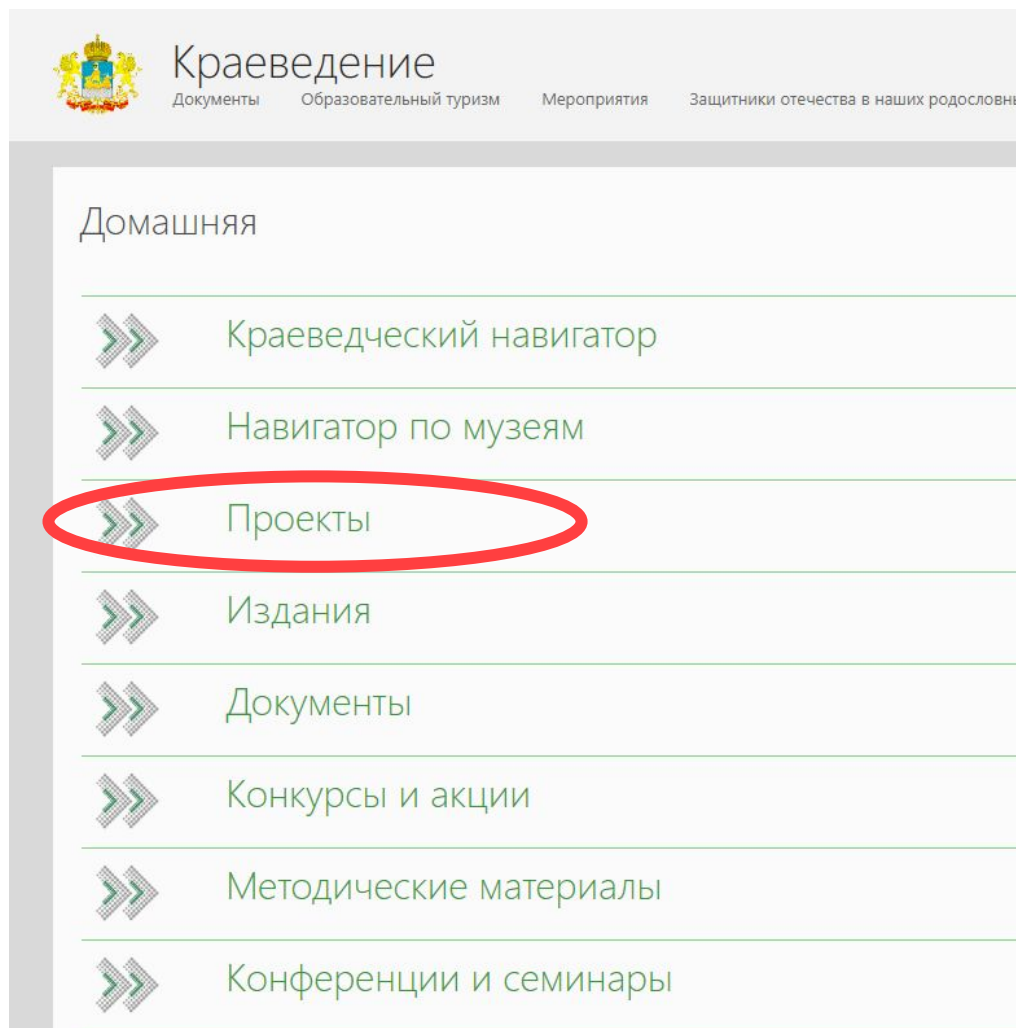 Краеведение
Документы Образовательный туризм Мероприятия Защитники отечества в наших
Домашняя
Краеведческий навигатор
Навигатор по музеям
Проекты
Издания
Документы
Конкурсы и акции
Методические материалы
Конференции и семинары